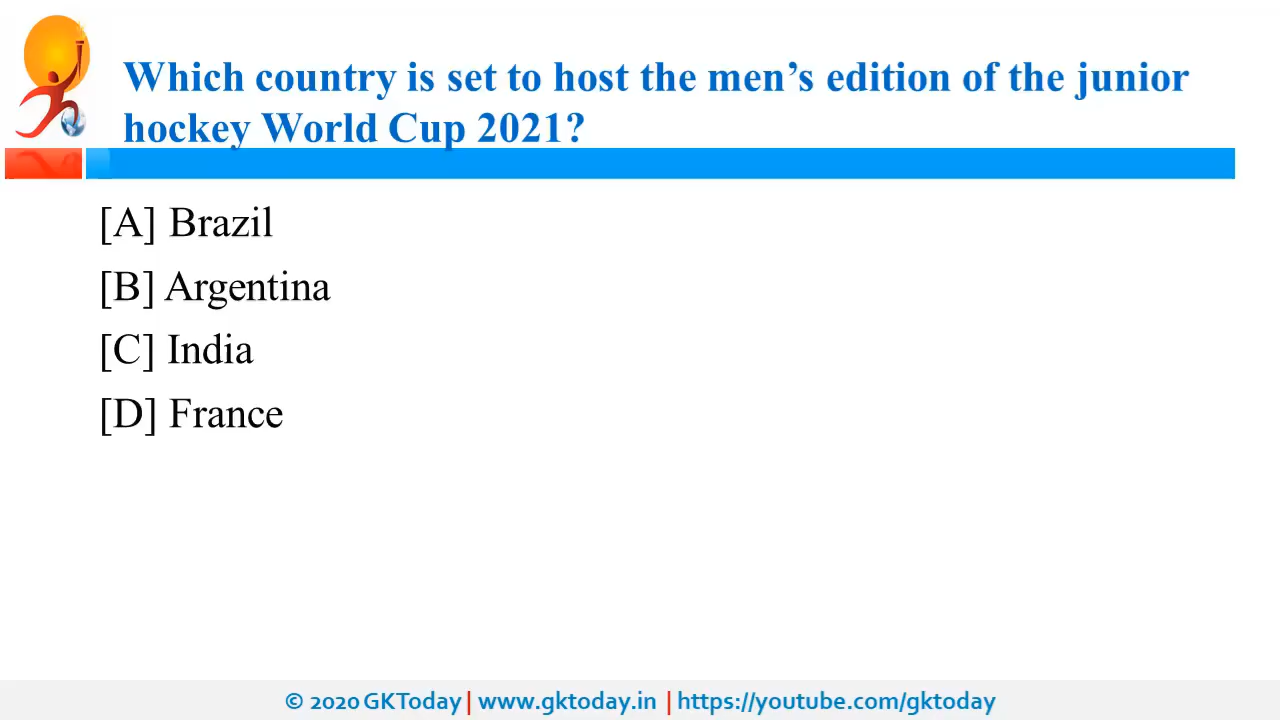 Which country is set to host the men’s edition of the junior
hockey World Cup 2021?
[A] Brazil
[B] Argentina
[C] India
[D] France
© 2020 GKToday | www.gktoday.in | https://youtube.com/gktoday